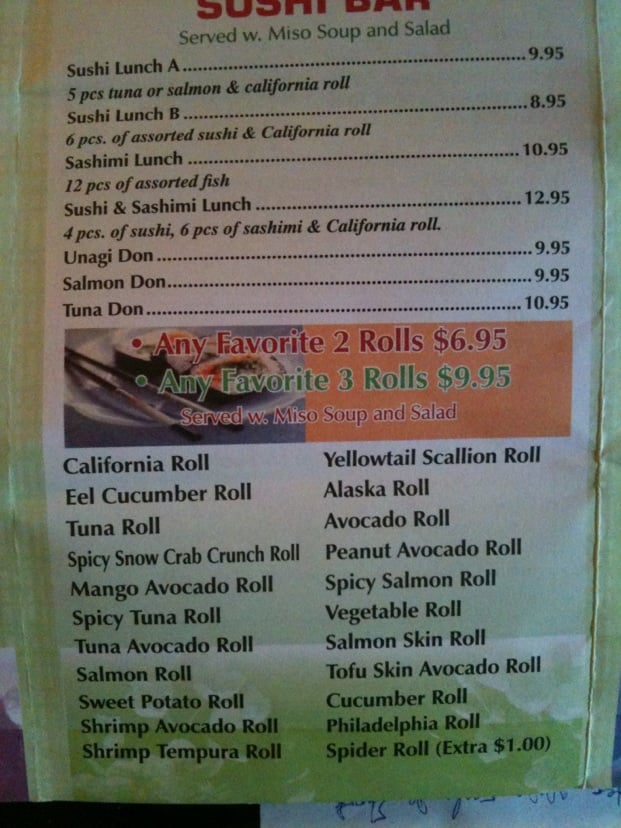 SUSHI BAR
Served w. Miso Soup and Salad
Sushi Lunch A 9.95
5 pcs tuna or salmon & california roll
Sushi Lunch B 8.95
6 pcs. of assorted sushi & California roll
Sashimi Lunch 10.95
12 pcs of assorted fish
Sushi & Sashimi Lunch 12.95
4 pcs. of sushi, 6 pcs of sashimi & California roll.
Unagi Don 9.95
Salmon Don 9.95
Tuna Don 10.95
• Any Favorite 2 Rolls $6.95
• Any Favorite 3 Rolls $9.95
Served w. Miso Soup and Salad
California Roll
Eel Cucumber Roll
Tuna Roll
Spicy Snow Crab Crunch Roll
Mango Avocado Roll
Spicy Tuna Roll
Tuna Avocado Roll
Salmon Roll
Sweet Potato Roll
Shrimp Avocado Roll
Shrimp Tempura Roll
Yellowtail Scallion Roll
Alaska Roll
Avocado Roll
Peanut Avocado Roll
Spicy Salmon Roll
Vegetable Roll
Salmon Skin Roll
Tofu Skin Avocado Roll
Cucumber Roll
Philadelphia Roll
Spider Roll (Extra $1.00)